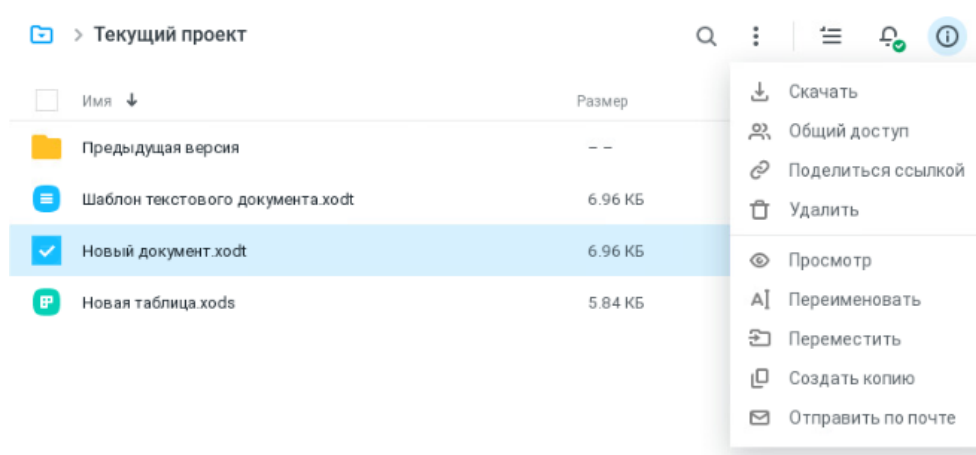 Текущий проект
Имя Размер
Предыдущая версия – –
Шаблон текстового документа.xodt 6.96 КБ
Новый документ.xodt 6.96 КБ
Новая таблица.xods 5.84 КБ
Скачать
Общий доступ
Поделиться ссылкой
Удалить
Просмотр
Переименовать
Переместить
Создать копию
Отправить по почте